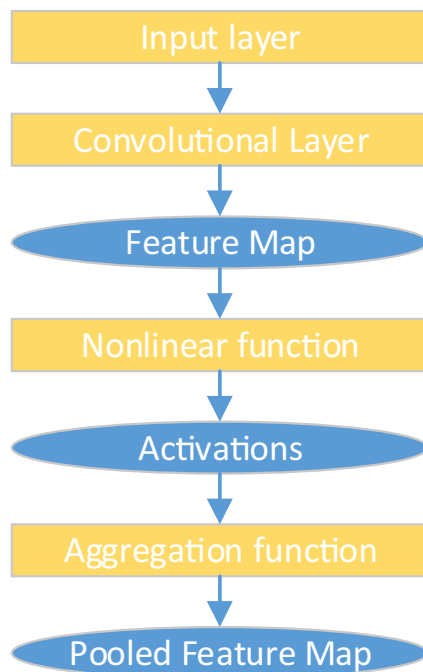 Input layer
Convolutional Layer
Feature Map
Nonlinear function
Activations
Aggregation function
Pooled Feature Map